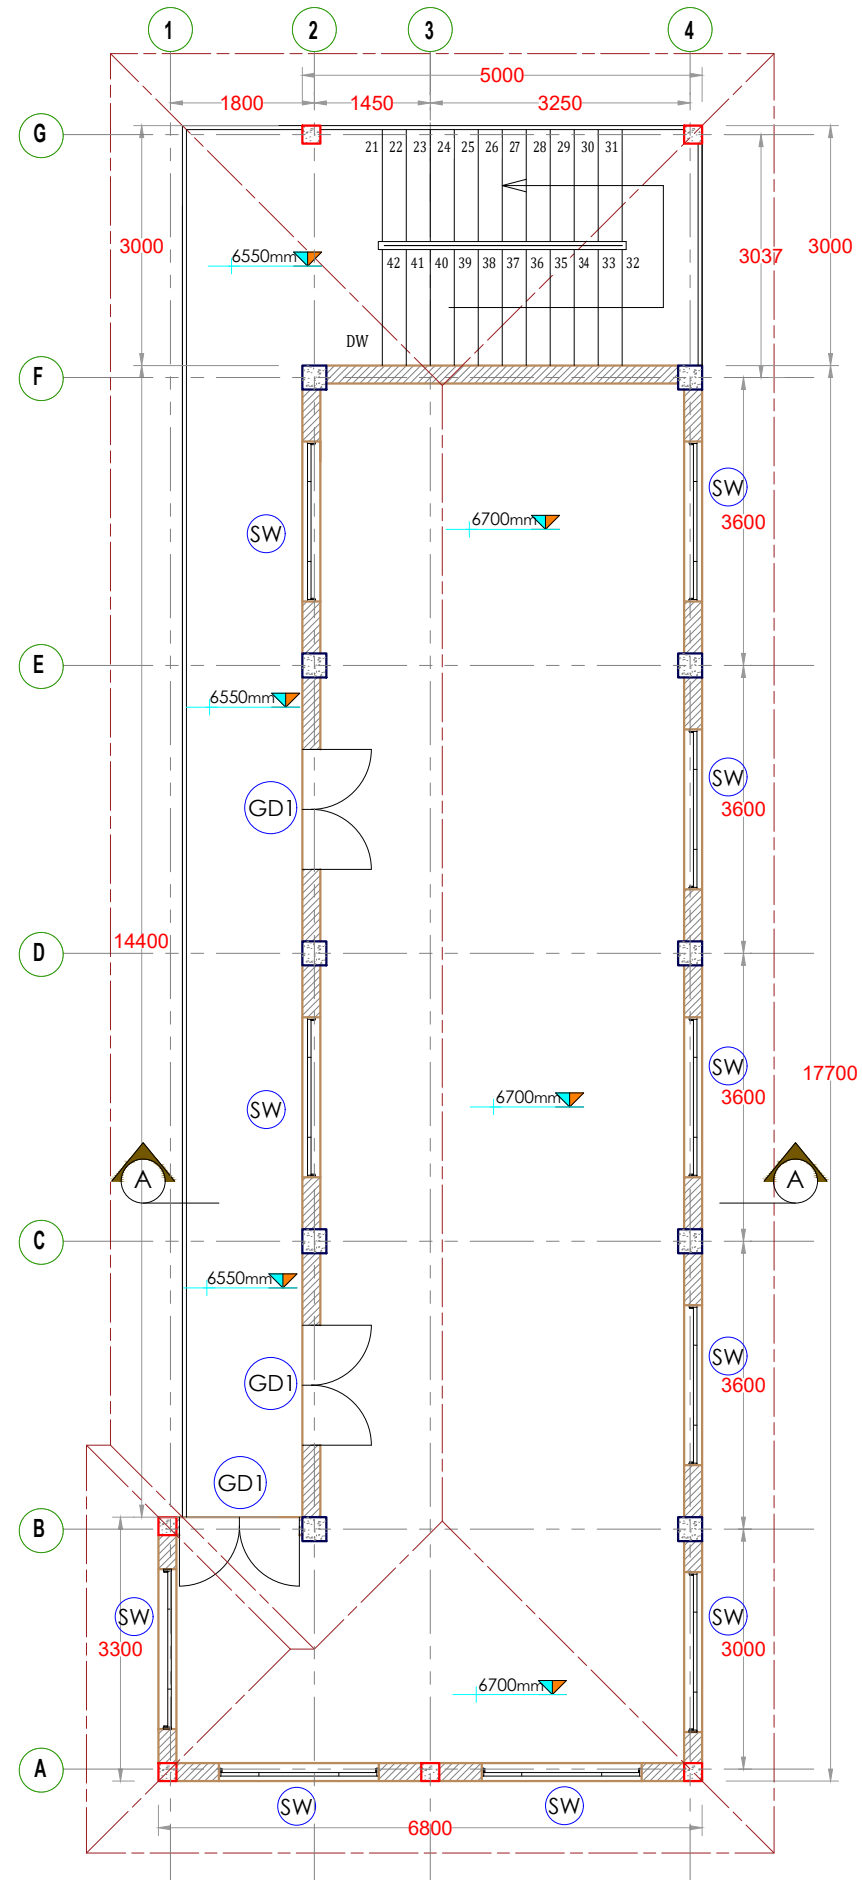 1 2 3 4
5000
1800 1450 3250
G
21 22 23 24 25 26 27 28 29 30 31
3000 6550mm 3037 3000
42 41 40 39 38 37 36 35 34 33 32
DW
F
SW
6700mm 3600
SW
E
6550mm
SW
GD1 3600
14400
D
SW
17700
6700mm 3600
SW
A A
C
6550mm
SW
GD1 3600
GD1
B
SW SW
3300 3000
6700mm
A
SW SW
6800